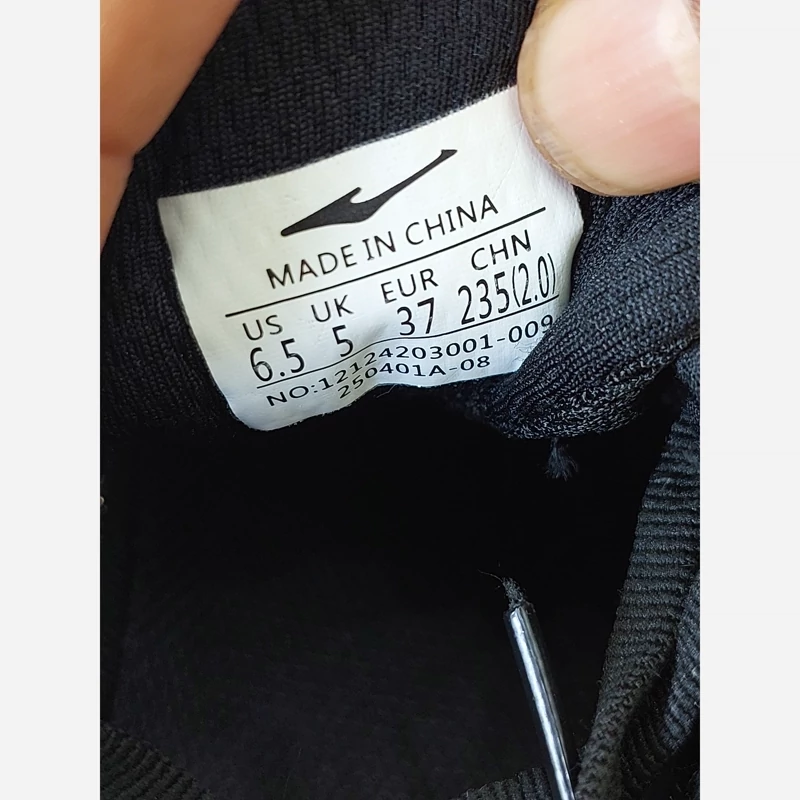 MADE IN CHINA
US UK EUR CHN
6.5 5 37 235(2.0)
NO:12124203001-009
250401A-08